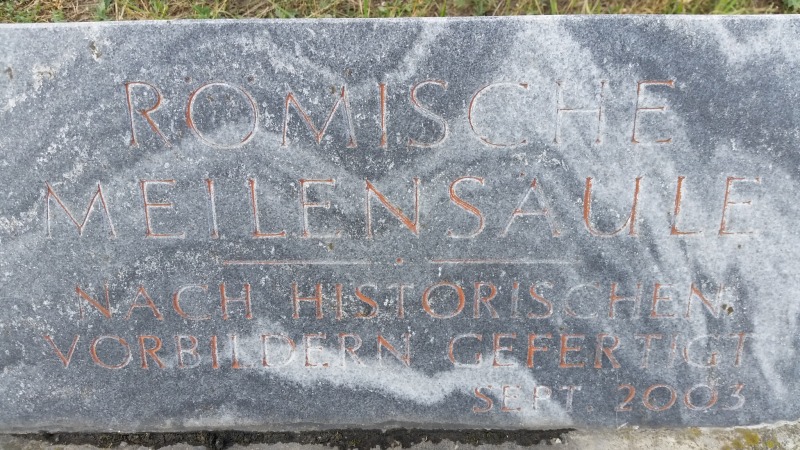 RÖMISCHE
MEILENSÄULE
NACH HISTORISCHEN
VORBILDERN GEFERTIGT
SEPT. 2003